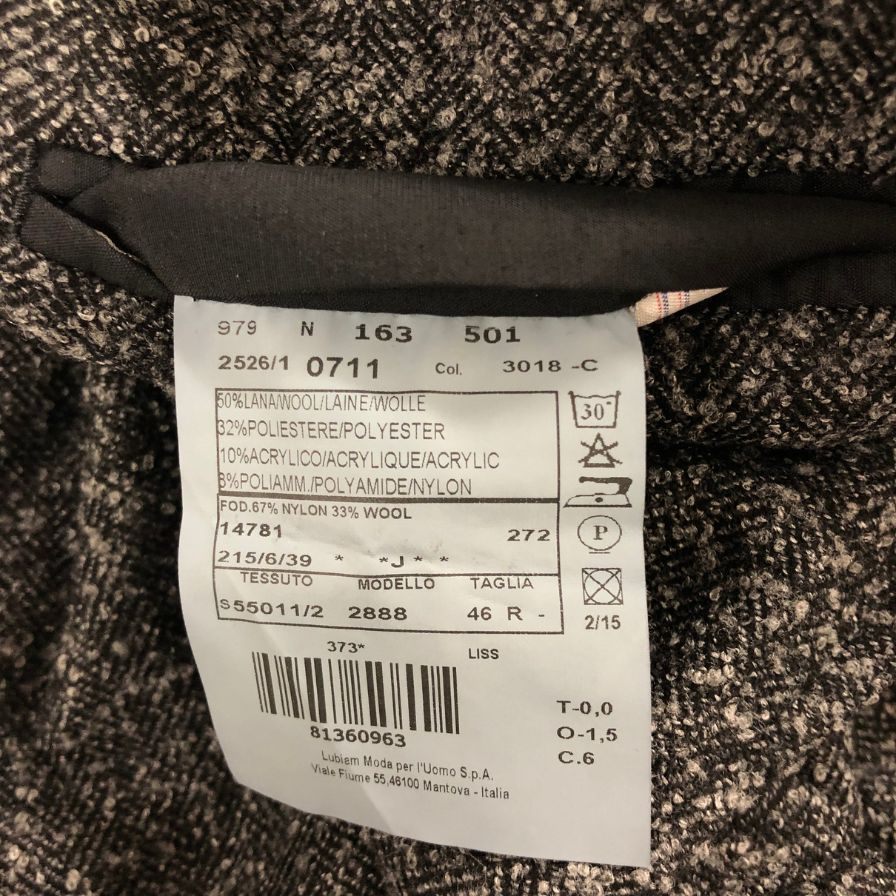 979 N 163 501
2526/1 0711 Col. 3018 -C
50%LANA/WOOL/LAINE/WOLLE
32%POLIESTERE/POLYESTER
10%ACRYLICO/ACRYLIQUE/ACRYLIC
8%POLIAMM./POLYAMIDE/NYLON
30°
FOD.67% NYLON 33% WOOL
14781 272
P
215/6/39 * *J * *
TESSUTO MODELLO TAGLIA
S55011/2 2888 46 R -
2/15
373* LISS
81360963
T-0,0
O-1,5
C.6
Lubiam Moda per l'Uomo S.p.A.
Viale Fiume 55,46100 Mantova - Italia